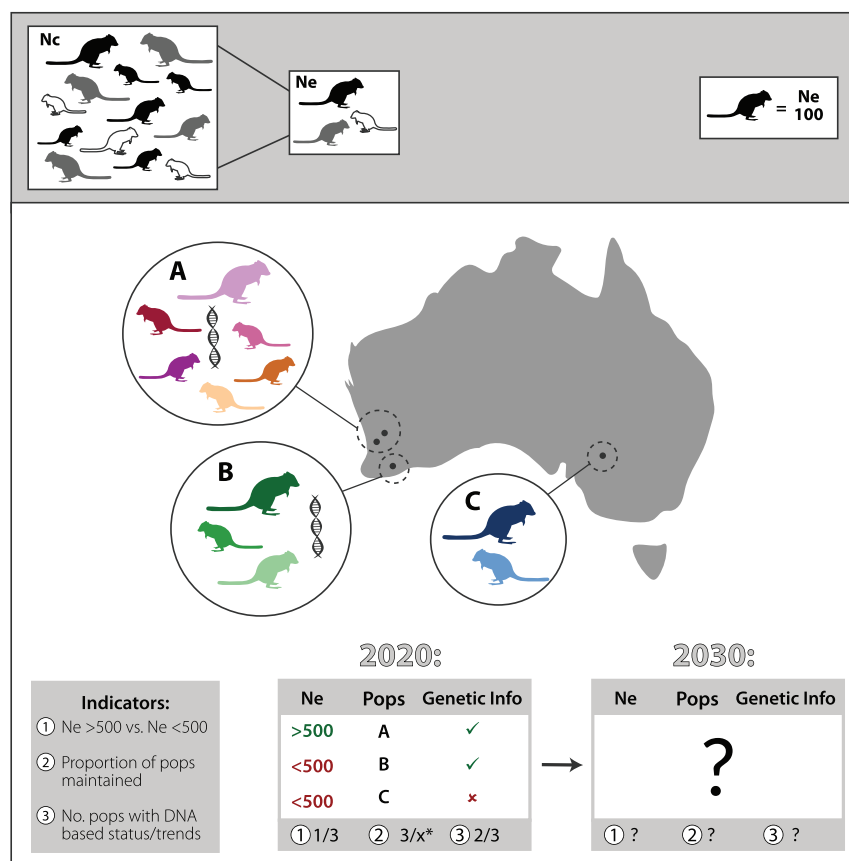 Nc
Ne
= Ne
100
A
B
C
2020:
2030:
Indicators:
① Ne >500 vs. Ne <500
② Proportion of pops
maintained
③ No. pops with DNA
based status/trends
Ne Pops Genetic Info
>500 A ✓
<500 B ✓
<500 C ✘
① 1/3 ② 3/x* ③ 2/3
Ne Pops Genetic Info
?
① ? ② ? ③ ?